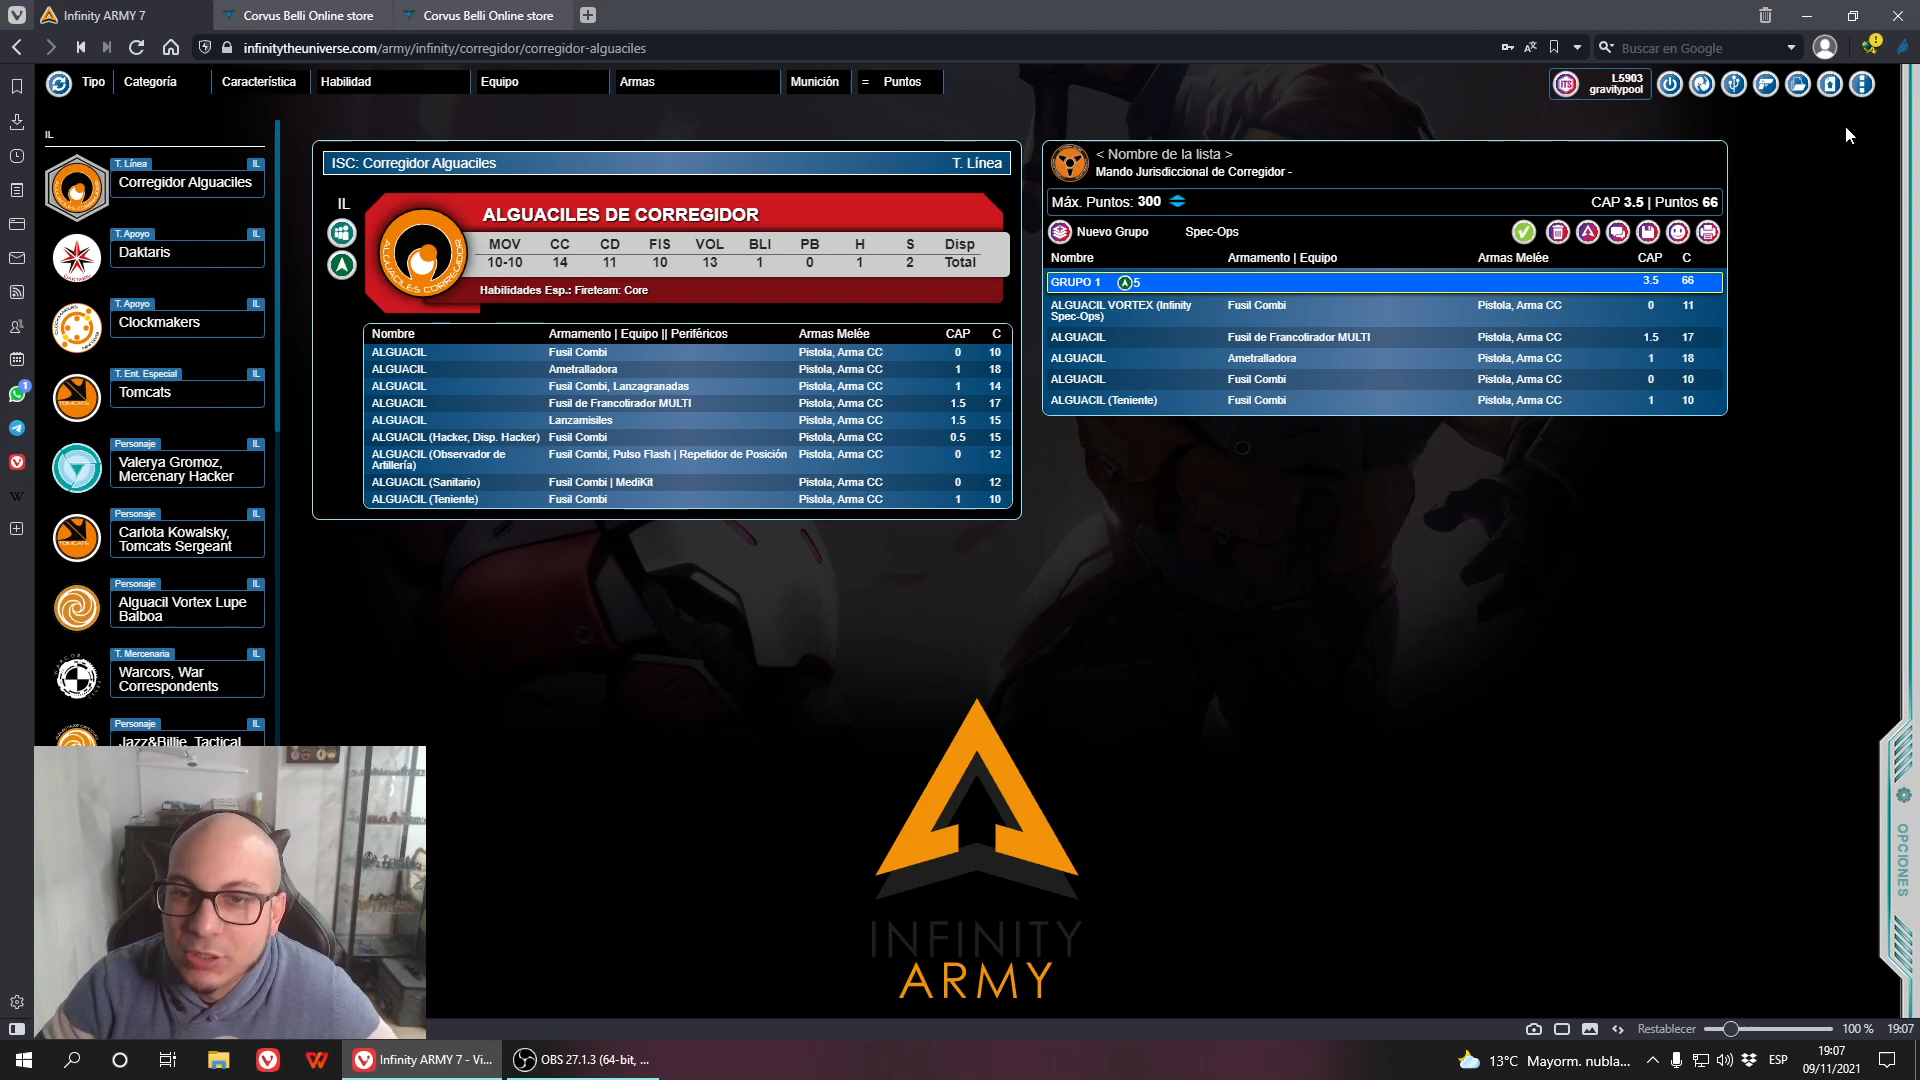 Infinity ARMY 7
Corvus Belli Online store
Corvus Belli Online store
infinitytheuniverse.com/army/infinity/corregidor/corregidor-alguaciles
Buscar en Google
Tipo
Categoría
Característica
Habilidad
Equipo
Armas
Munición
=
Puntos
L5903
gravitypool
IL
T. Línea IL
Corregidor Alguaciles
T. Apoyo IL
Daktaris
T. Apoyo IL
Clockmakers
T. Ent. Especial IL
Tomcats
Personaje IL
Valerya Gromoz,
Mercenary Hacker
Personaje IL
Carlota Kowalsky,
Tomcats Sergeant
Personaje IL
Alguacil Vortex Lupe
Balboa
T. Mercenaria IL
Warcors, War
Correspondents
Personaje IL
Jazz&Billie, Tactical
ISC: Corregidor Alguaciles T. Línea
IL
ALGUACILES DE CORREGIDOR
MOV CC CD FIS VOL BLI PB H S Disp
10-10 14 11 10 13 1 0 1 2 Total
Habilidades Esp.: Fireteam: Core
Nombre Armamento | Equipo || Periféricos Armas Melée CAP C
ALGUACIL Fusil Combi Pistola, Arma CC 0 10
ALGUACIL Ametralladora Pistola, Arma CC 1 18
ALGUACIL Fusil Combi, Lanzagranadas Pistola, Arma CC 1 14
ALGUACIL Fusil de Francotirador MULTI Pistola, Arma CC 1.5 17
ALGUACIL Lanzamisiles Pistola, Arma CC 1.5 15
ALGUACIL (Hacker, Disp. Hacker) Fusil Combi Pistola, Arma CC 0.5 15
ALGUACIL (Observador de Fusil Combi, Pulso Flash | Repetidor de Posición Pistola, Arma CC 0 12
Artillería)
ALGUACIL (Sanitario) Fusil Combi | MediKit Pistola, Arma CC 0 12
ALGUACIL (Teniente) Fusil Combi Pistola, Arma CC 1 10
< Nombre de la lista >
Mando Jurisdiccional de Corregidor -
Máx. Puntos: 300 CAP 3.5 | Puntos 66
Nuevo Grupo Spec-Ops
Nombre Armamento | Equipo Armas Melée CAP C
GRUPO 1 5 3.5 66
ALGUACIL VORTEX (Infinity Fusil Combi Pistola, Arma CC 0 11
Spec-Ops)
ALGUACIL Fusil de Francotirador MULTI Pistola, Arma CC 1.5 17
ALGUACIL Ametralladora Pistola, Arma CC 1 18
ALGUACIL Fusil Combi Pistola, Arma CC 0 10
ALGUACIL (Teniente) Fusil Combi Pistola, Arma CC 1 10
INFINITY
ARMY
OPCIONES
Restablecer 100 % 19:07
Infinity ARMY 7 - Vi...
OBS 27.1.3 (64-bit, ...
13°C Mayorm. nubla...
ESP
19:07
09/11/2021